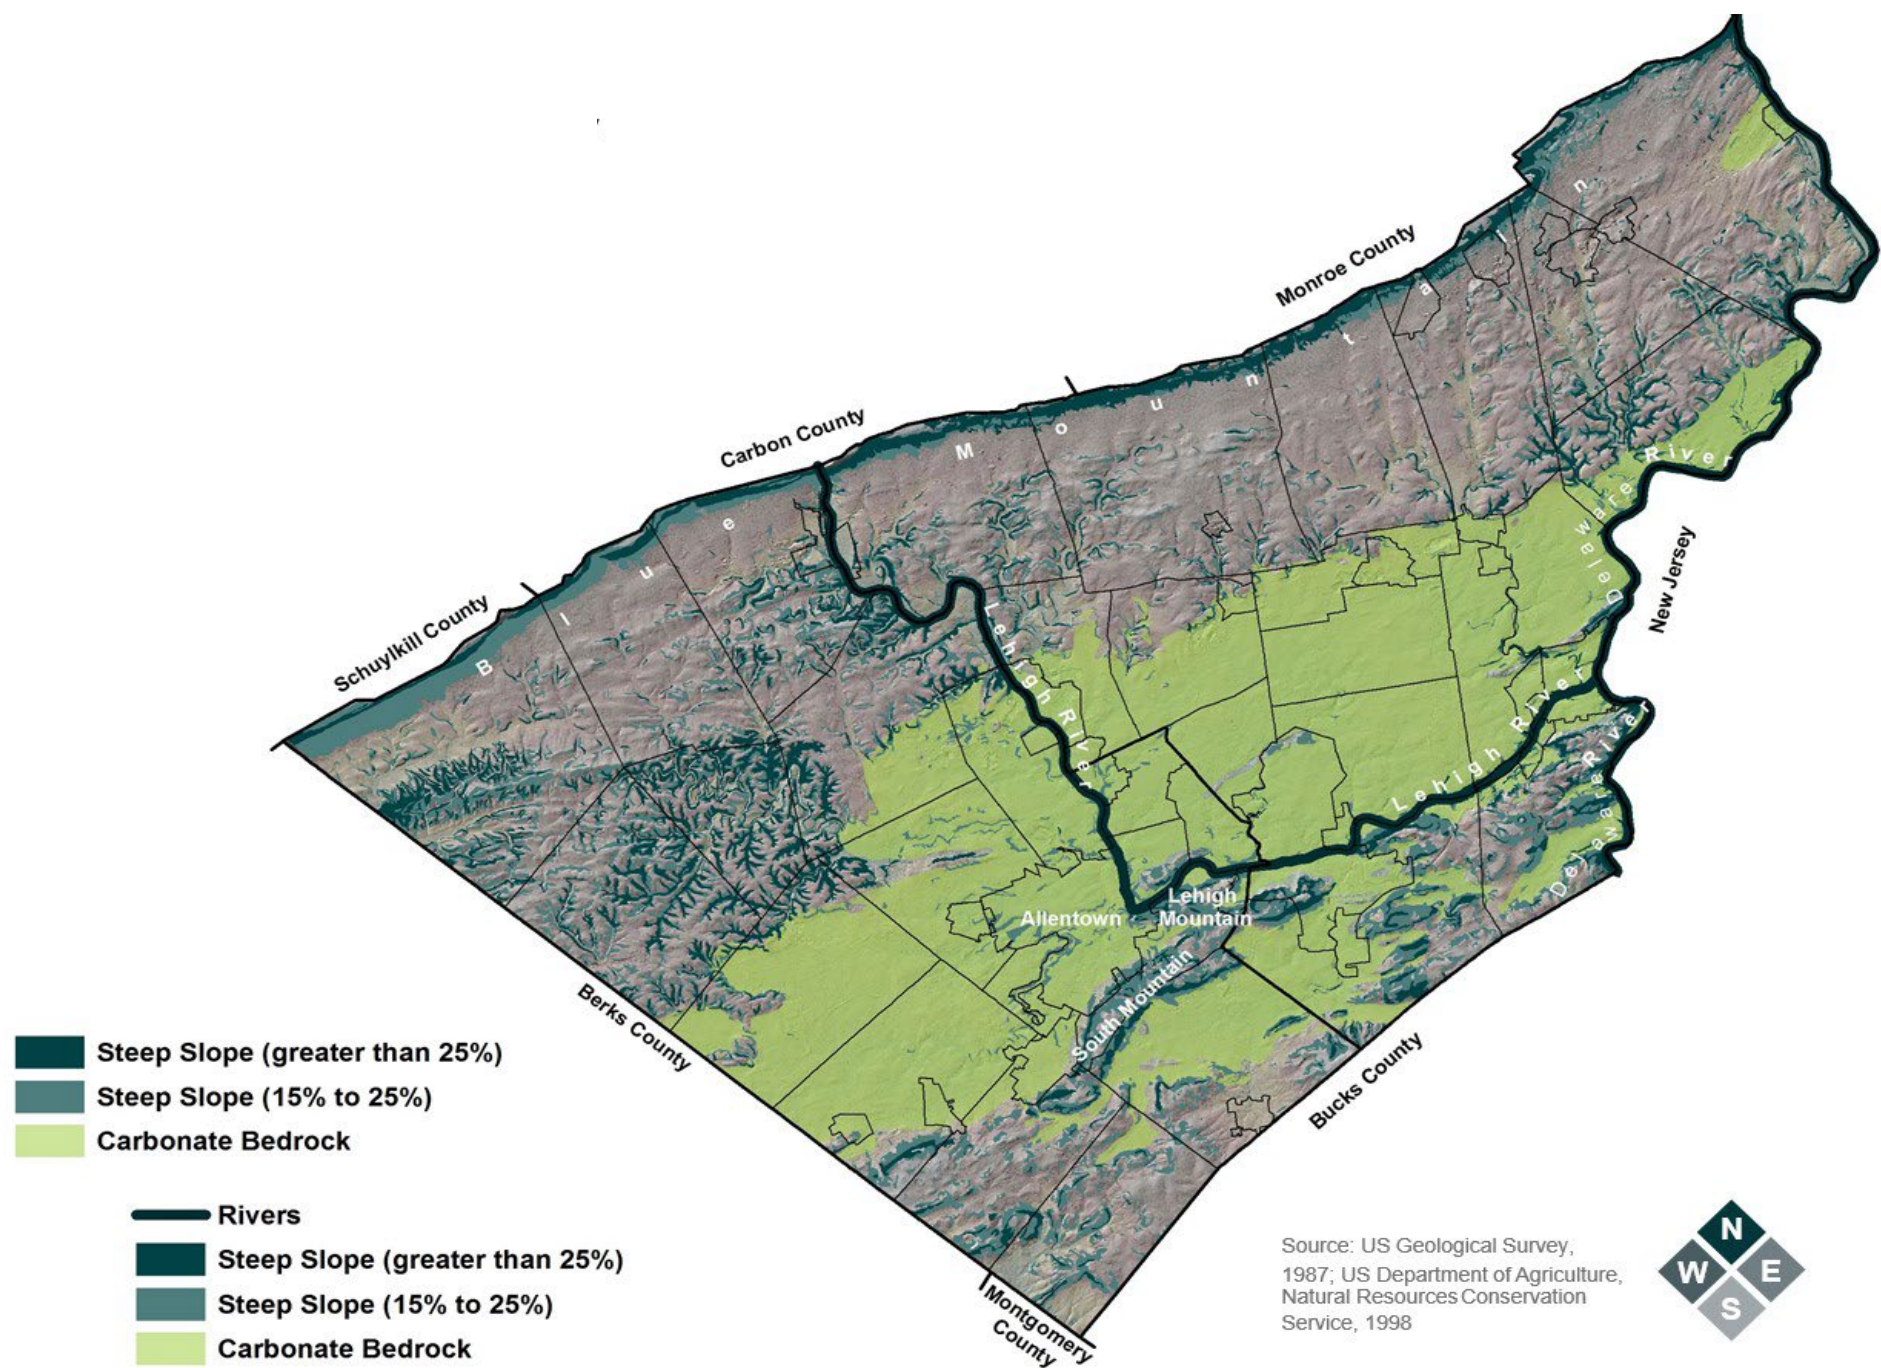 Monroe County
Carbon County
Schuylkill County
Blue Mountain
New Jersey
Delaware River
Lehigh River
Lehigh River
Delaware River
Allentown
Lehigh
Mountain
South Mountain
Berks County
Bucks County
Montgomery
County
Steep Slope (greater than 25%)
Steep Slope (15% to 25%)
Carbonate Bedrock
Rivers
Steep Slope (greater than 25%)
Steep Slope (15% to 25%)
Carbonate Bedrock
Source: US Geological Survey,
1987; US Department of Agriculture,
Natural Resources Conservation
Service, 1998
N
W E
S